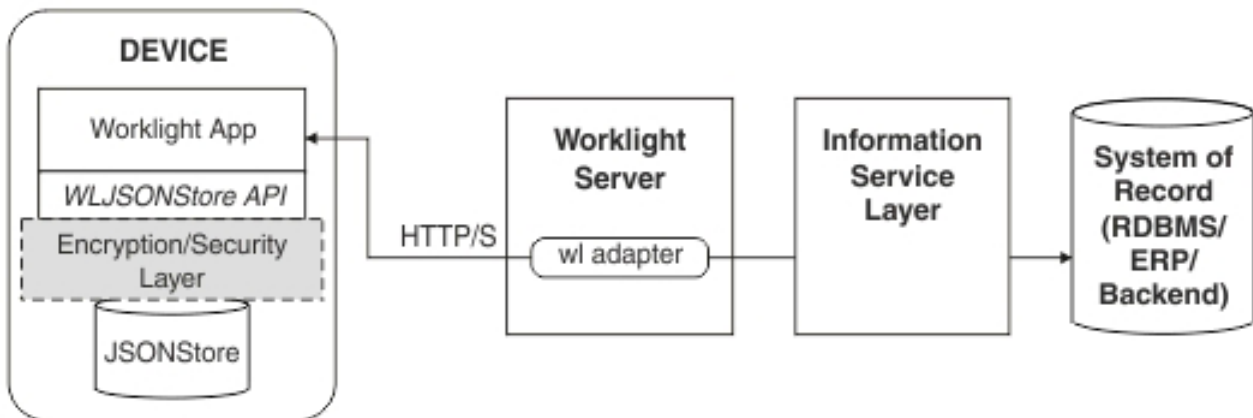 DEVICE
Worklight App
WLJSONStore API
Encryption/Security
Layer
JSONStore
HTTP/S
Worklight
Server
wl adapter
Information
Service
Layer
System of
Record
(RDBMS/
ERP/
Backend)